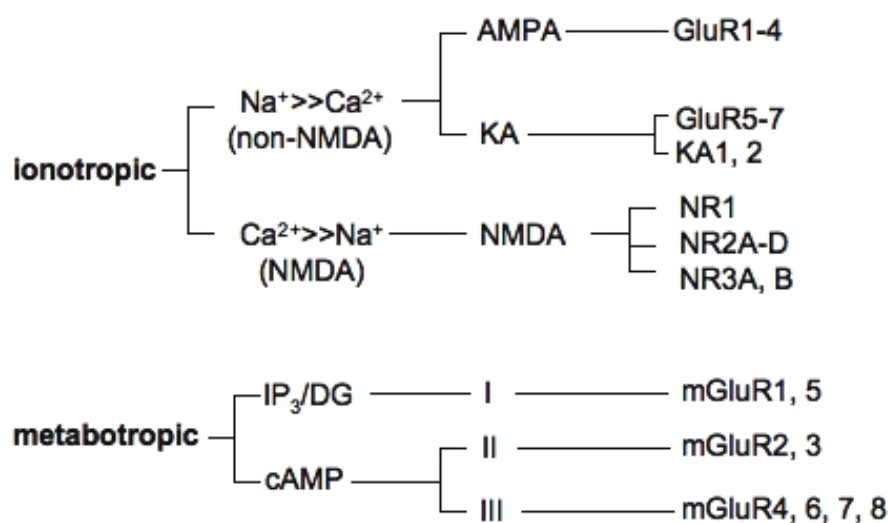 AMPA GluR1-4
Na⁺>>Ca²⁺
(non-NMDA)
KA
GluR5-7
KA1, 2
ionotropic
Ca²⁺>>Na⁺
(NMDA)
NMDA
NR1
NR2A-D
NR3A, B
IP₃/DG I mGluR1, 5
metabotropic
II mGluR2, 3
cAMP
III mGluR4, 6, 7, 8